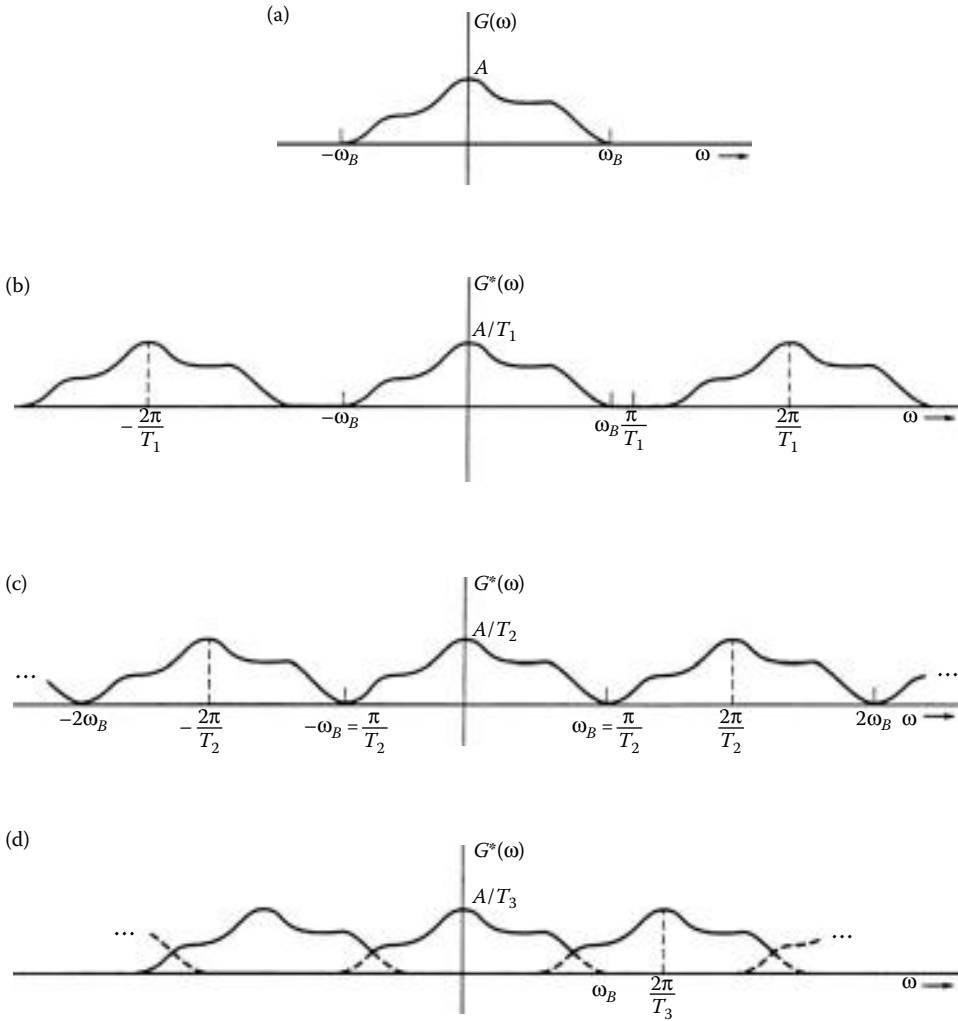 (a)
G(ω)
A
−ω_B
ω_B
ω
(b)
G*(ω)
A/T_1
− 2π/T_1
−ω_B
ω_B
π/T_1
2π/T_1
ω
(c)
G*(ω)
A/T_2
...
...
−2ω_B
− 2π/T_2
−ω_B = π/T_2
ω_B = π/T_2
2π/T_2
2ω_B
ω
(d)
G*(ω)
A/T_3
...
...
ω_B
2π/T_3
ω